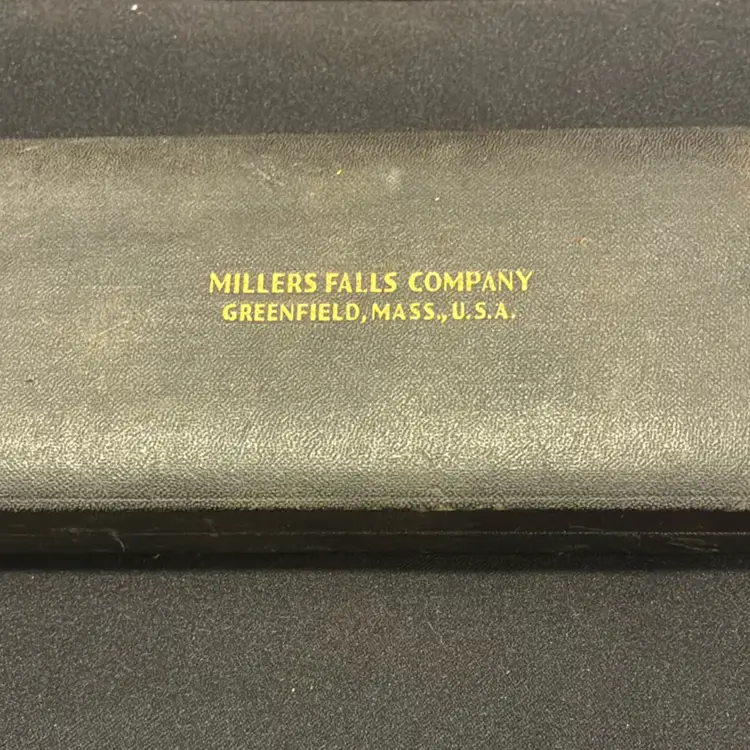 MILLERS FALLS COMPANY
GREENFIELD, MASS., U.S.A.